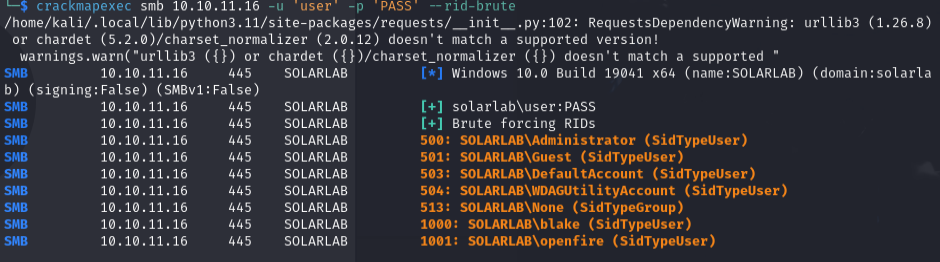 └─$ crackmapexec smb 10.10.11.16 -u 'user' -p 'PASS' --rid-brute
/home/kali/.local/lib/python3.11/site-packages/requests/__init__.py:102: RequestsDependencyWarning: urllib3 (1.26.8)
 or chardet (5.2.0)/charset_normalizer (2.0.12) doesn't match a supported version!
  warnings.warn("urllib3 ({}) or chardet ({})/charset_normalizer ({}) doesn't match a supported "
SMB         10.10.11.16     445    SOLARLAB         [*] Windows 10.0 Build 19041 x64 (name:SOLARLAB) (domain:solarla
b) (signing:False) (SMBv1:False)
SMB         10.10.11.16     445    SOLARLAB         [+] solarlab\user:PASS
SMB         10.10.11.16     445    SOLARLAB         [+] Brute forcing RIDs
SMB         10.10.11.16     445    SOLARLAB         500: SOLARLAB\Administrator (SidTypeUser)
SMB         10.10.11.16     445    SOLARLAB         501: SOLARLAB\Guest (SidTypeUser)
SMB         10.10.11.16     445    SOLARLAB         503: SOLARLAB\DefaultAccount (SidTypeUser)
SMB         10.10.11.16     445    SOLARLAB         504: SOLARLAB\WDAGUtilityAccount (SidTypeUser)
SMB         10.10.11.16     445    SOLARLAB         513: SOLARLAB\None (SidTypeGroup)
SMB         10.10.11.16     445    SOLARLAB         1000: SOLARLAB\blake (SidTypeUser)
SMB         10.10.11.16     445    SOLARLAB         1001: SOLARLAB\openfire (SidTypeUser)